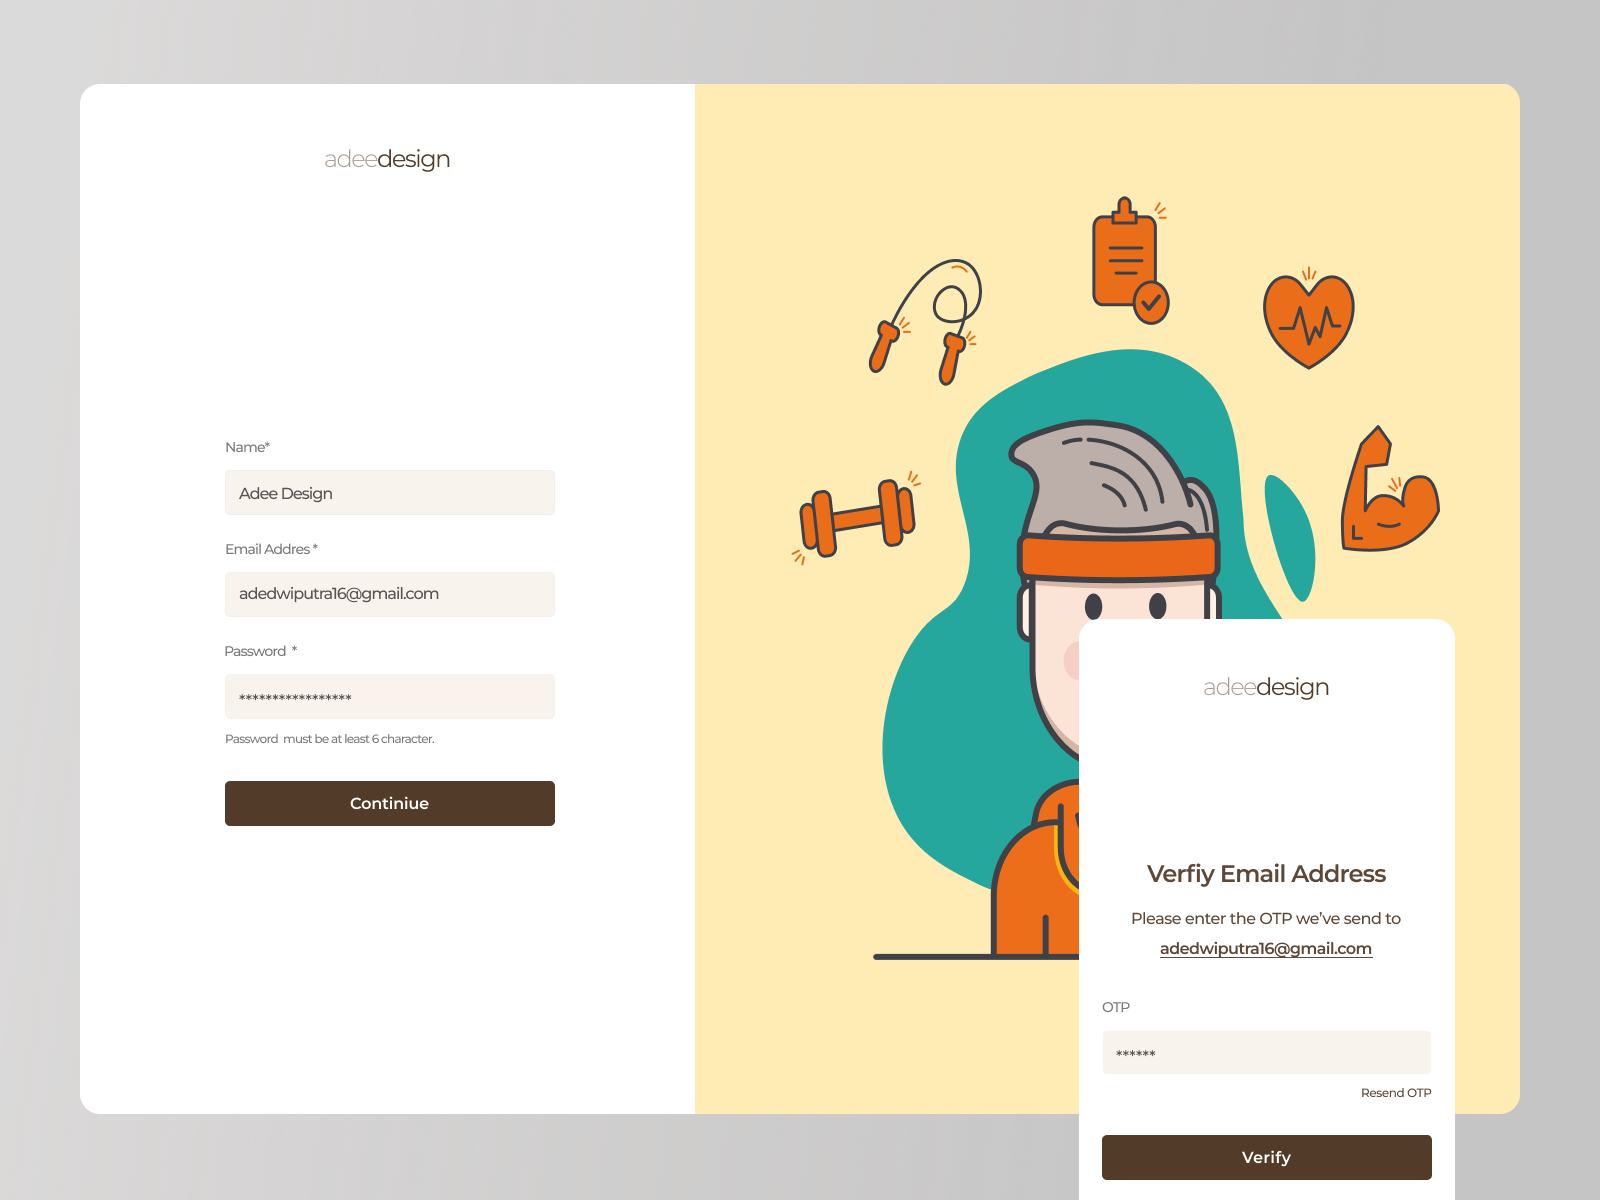 adeedesign
Name*
Adee Design
Email Addres *
adedwiputra16@gmail.com
Password *
*****************
Password must be at least 6 character.
Continiue
adeedesign
Verfiy Email Address
Please enter the OTP we’ve send to
adedwiputra16@gmail.com
OTP
******
Resend OTP
Verify